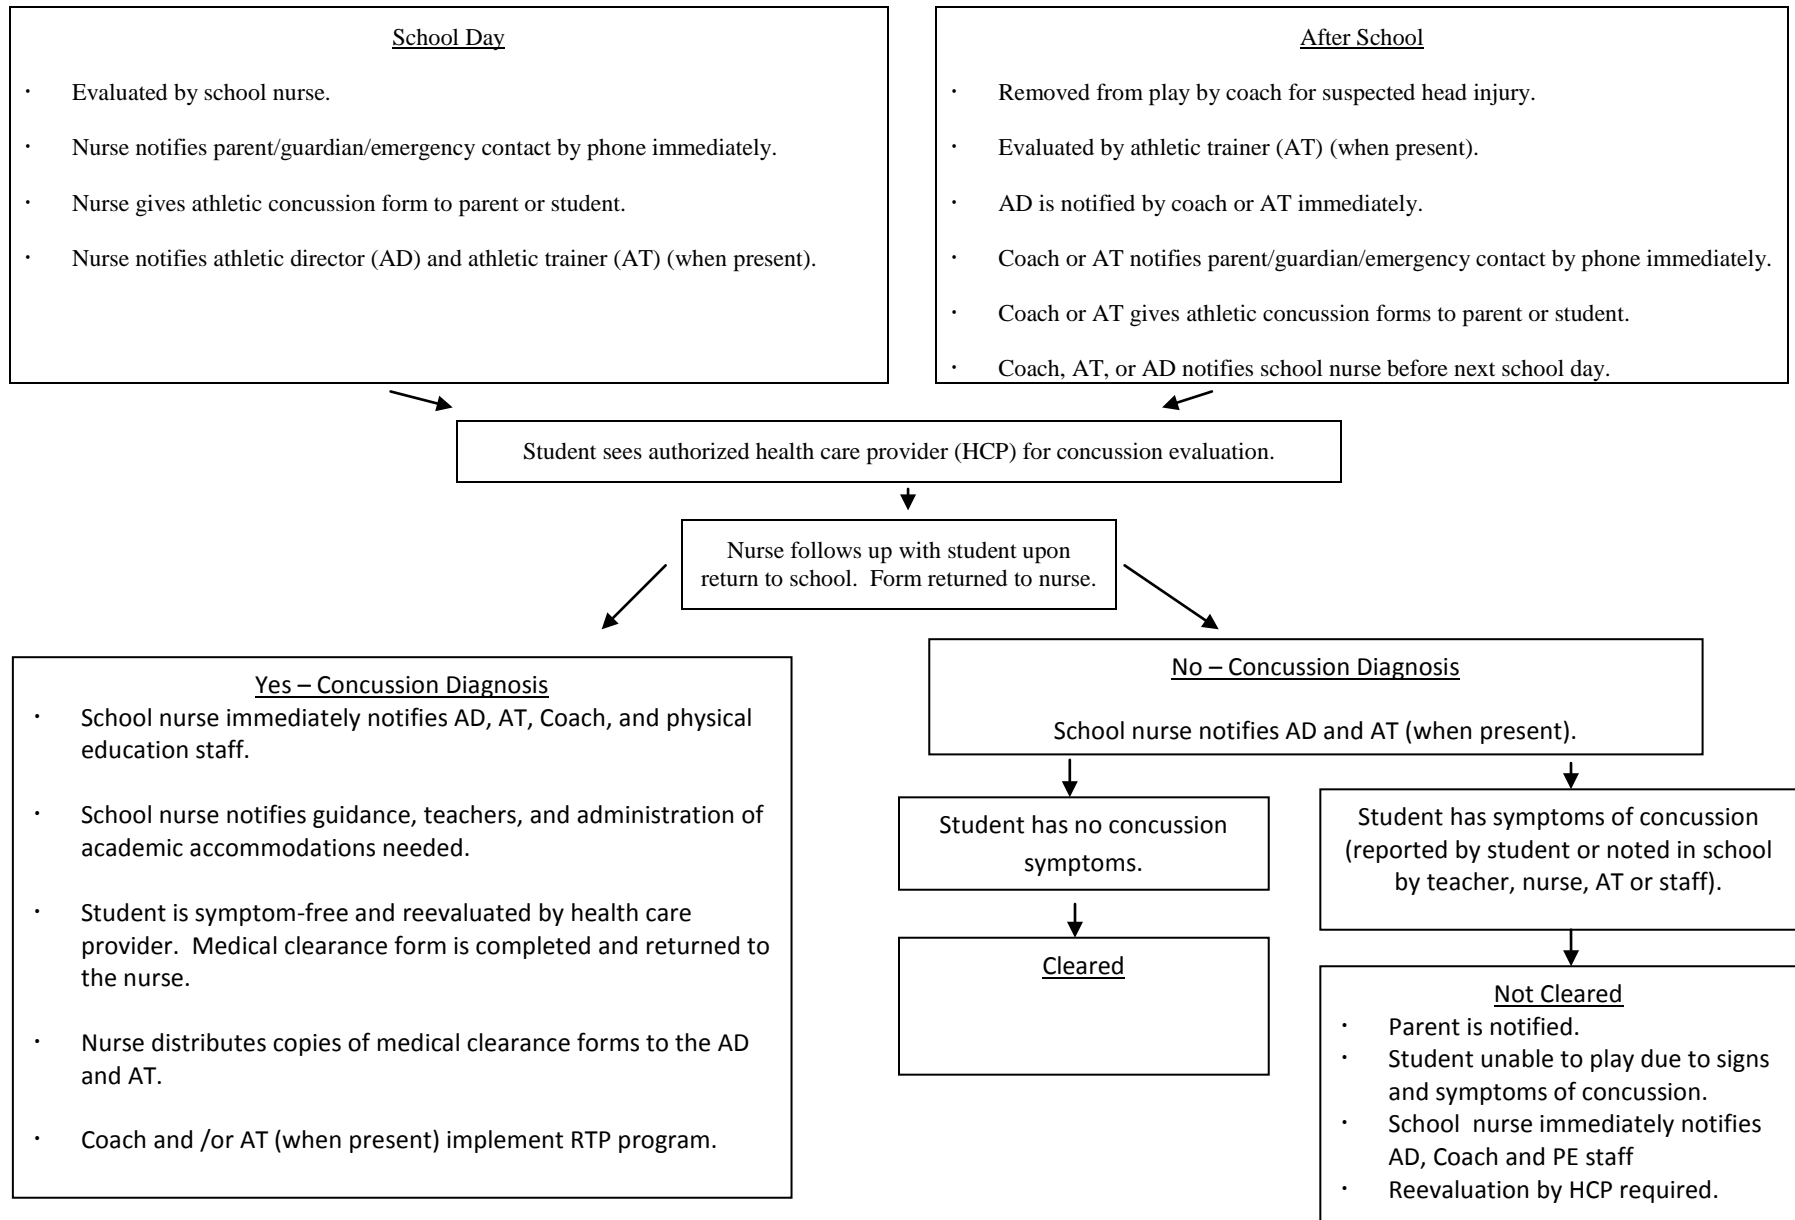 School Day
· Evaluated by school nurse.
· Nurse notifies parent/guardian/emergency contact by phone immediately.
· Nurse gives athletic concussion form to parent or student.
· Nurse notifies athletic director (AD) and athletic trainer (AT) (when present).
After School
· Removed from play by coach for suspected head injury.
· Evaluated by athletic trainer (AT) (when present).
· AD is notified by coach or AT immediately.
· Coach or AT notifies parent/guardian/emergency contact by phone immediately.
· Coach or AT gives athletic concussion forms to parent or student.
· Coach, AT, or AD notifies school nurse before next school day.
Student sees authorized health care provider (HCP) for concussion evaluation.
Nurse follows up with student upon
return to school.  Form returned to nurse.
Yes – Concussion Diagnosis
· School nurse immediately notifies AD, AT, Coach, and physical
education staff.
· School nurse notifies guidance, teachers, and administration of
academic accommodations needed.
· Student is symptom-free and reevaluated by health care
provider.  Medical clearance form is completed and returned to
the nurse.
· Nurse distributes copies of medical clearance forms to the AD
and AT.
· Coach and /or AT (when present) implement RTP program.
No – Concussion Diagnosis
School nurse notifies AD and AT (when present).
Student has no concussion
symptoms.
Cleared
Student has symptoms of concussion
(reported by student or noted in school
by teacher, nurse, AT or staff).
Not Cleared
· Parent is notified.
· Student unable to play due to signs
and symptoms of concussion.
· School  nurse immediately notifies
AD, Coach and PE staff
· Reevaluation by HCP required.